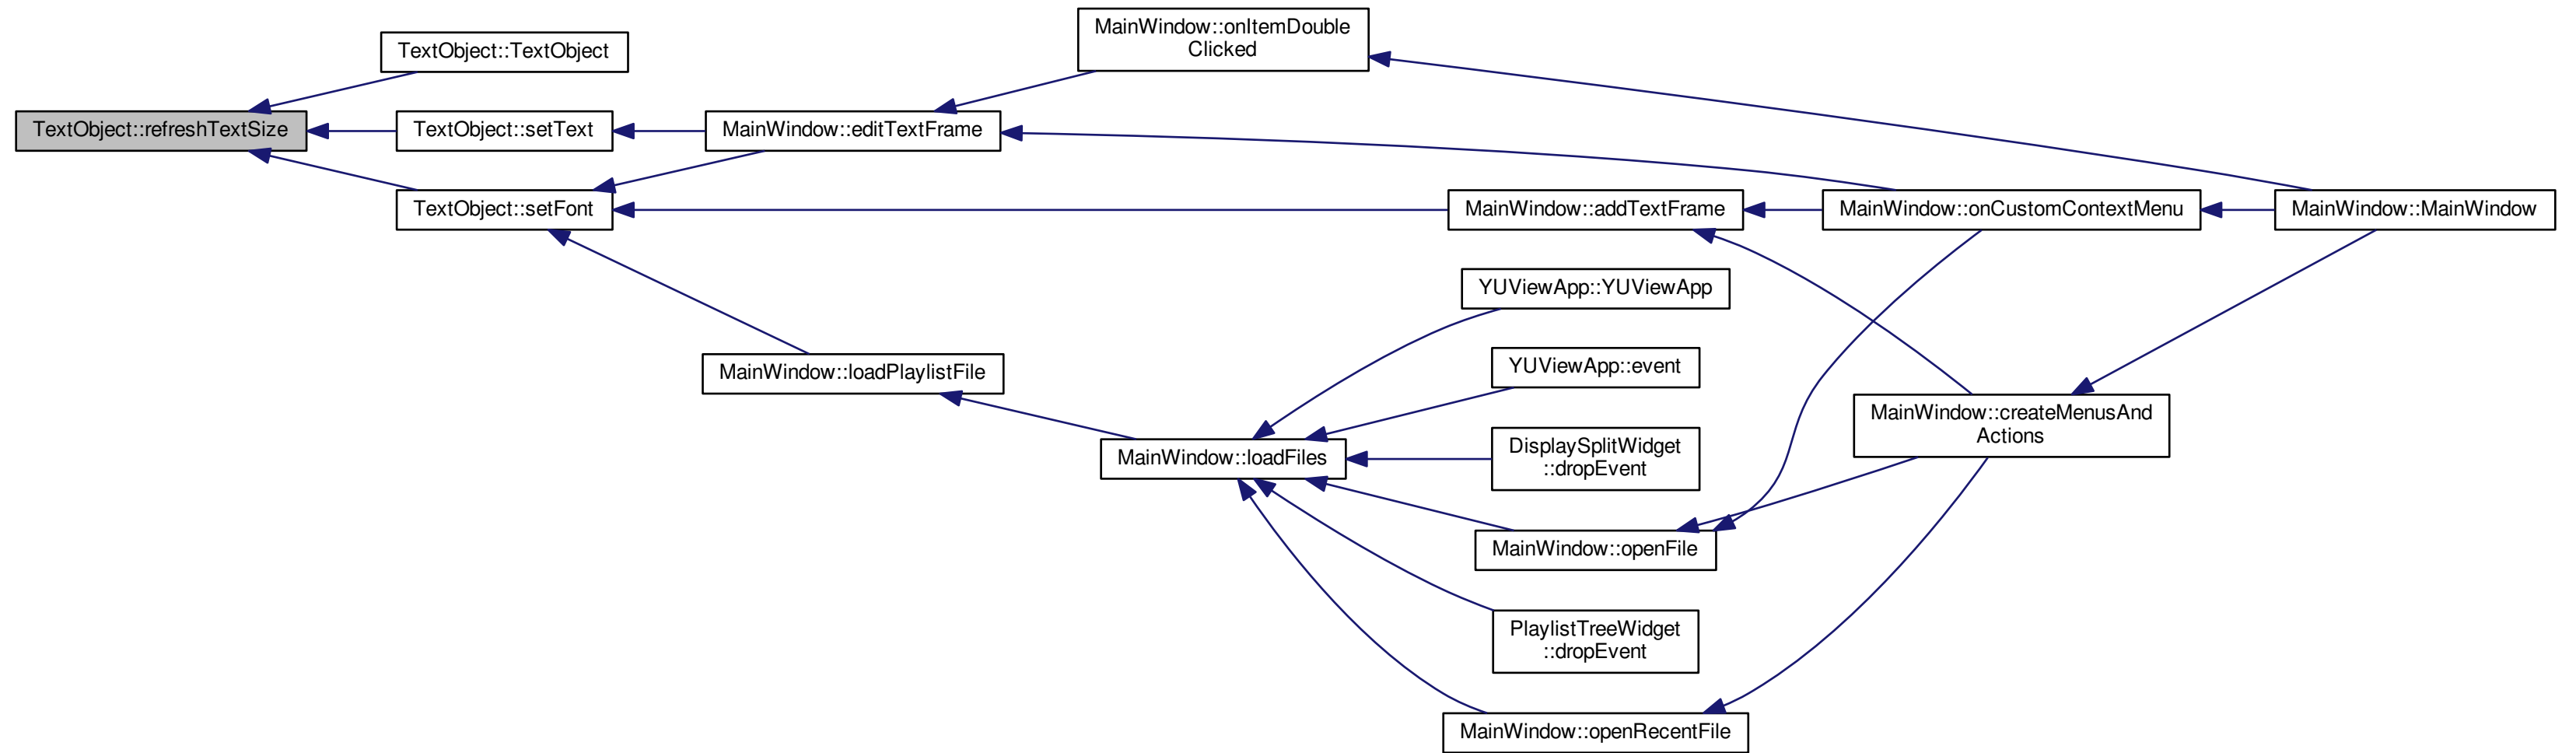 MainWindow::onItemDouble
Clicked
TextObject::TextObject
TextObject::refreshTextSize
TextObject::setText
MainWindow::editTextFrame
TextObject::setFont
MainWindow::addTextFrame
MainWindow::onCustomContextMenu
MainWindow::MainWindow
YUViewApp::YUViewApp
YUViewApp::event
MainWindow::loadPlaylistFile
MainWindow::createMenusAnd
Actions
DisplaySplitWidget
::dropEvent
MainWindow::loadFiles
MainWindow::openFile
PlaylistTreeWidget
::dropEvent
MainWindow::openRecentFile